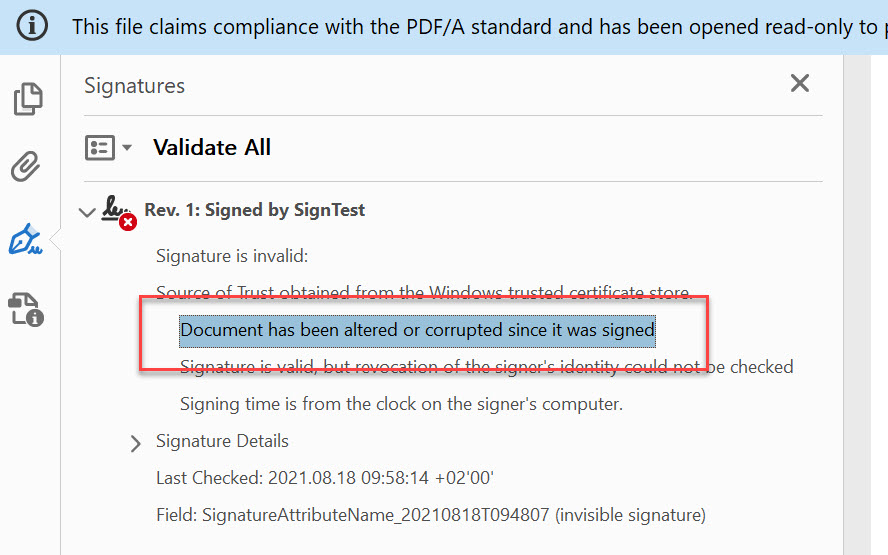 This file claims compliance with the PDF/A standard and has been opened read-only to
Signatures
Validate All
Rev. 1: Signed by SignTest
Signature is invalid:
Source of Trust obtained from the Windows trusted certificate store.
Document has been altered or corrupted since it was signed
Signature is valid, but revocation of the signer's identity could not be checked
Signing time is from the clock on the signer's computer.
Signature Details
Last Checked: 2021.08.18 09:58:14 +02'00'
Field: SignatureAttributeName_20210818T094807 (invisible signature)